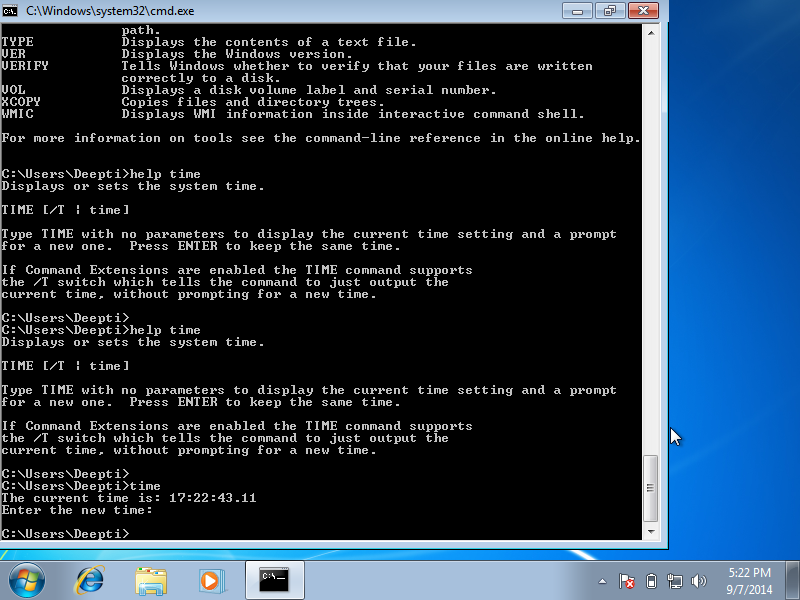 C:\Windows\system32\cmd.exe
path.
TYPE Displays the contents of a text file.
VER Displays the Windows version.
VERIFY Tells Windows whether to verify that your files are written
correctly to a disk.
VOL Displays a disk volume label and serial number.
XCOPY Copies files and directory trees.
WMIC Displays WMI information inside interactive command shell.
For more information on tools see the command-line reference in the online help.
C:\Users\Deepti>help time
Displays or sets the system time.
TIME [/T | time]
Type TIME with no parameters to display the current time setting and a prompt
for a new one. Press ENTER to keep the same time.
If Command Extensions are enabled the TIME command supports
the /T switch which tells the command to just output the
current time, without prompting for a new time.
C:\Users\Deepti>
C:\Users\Deepti>help time
Displays or sets the system time.
TIME [/T | time]
Type TIME with no parameters to display the current time setting and a prompt
for a new one. Press ENTER to keep the same time.
If Command Extensions are enabled the TIME command supports
the /T switch which tells the command to just output the
current time, without prompting for a new time.
C:\Users\Deepti>
C:\Users\Deepti>time
The current time is: 17:22:43.11
Enter the new time:
C:\Users\Deepti>
5:22 PM
9/7/2014